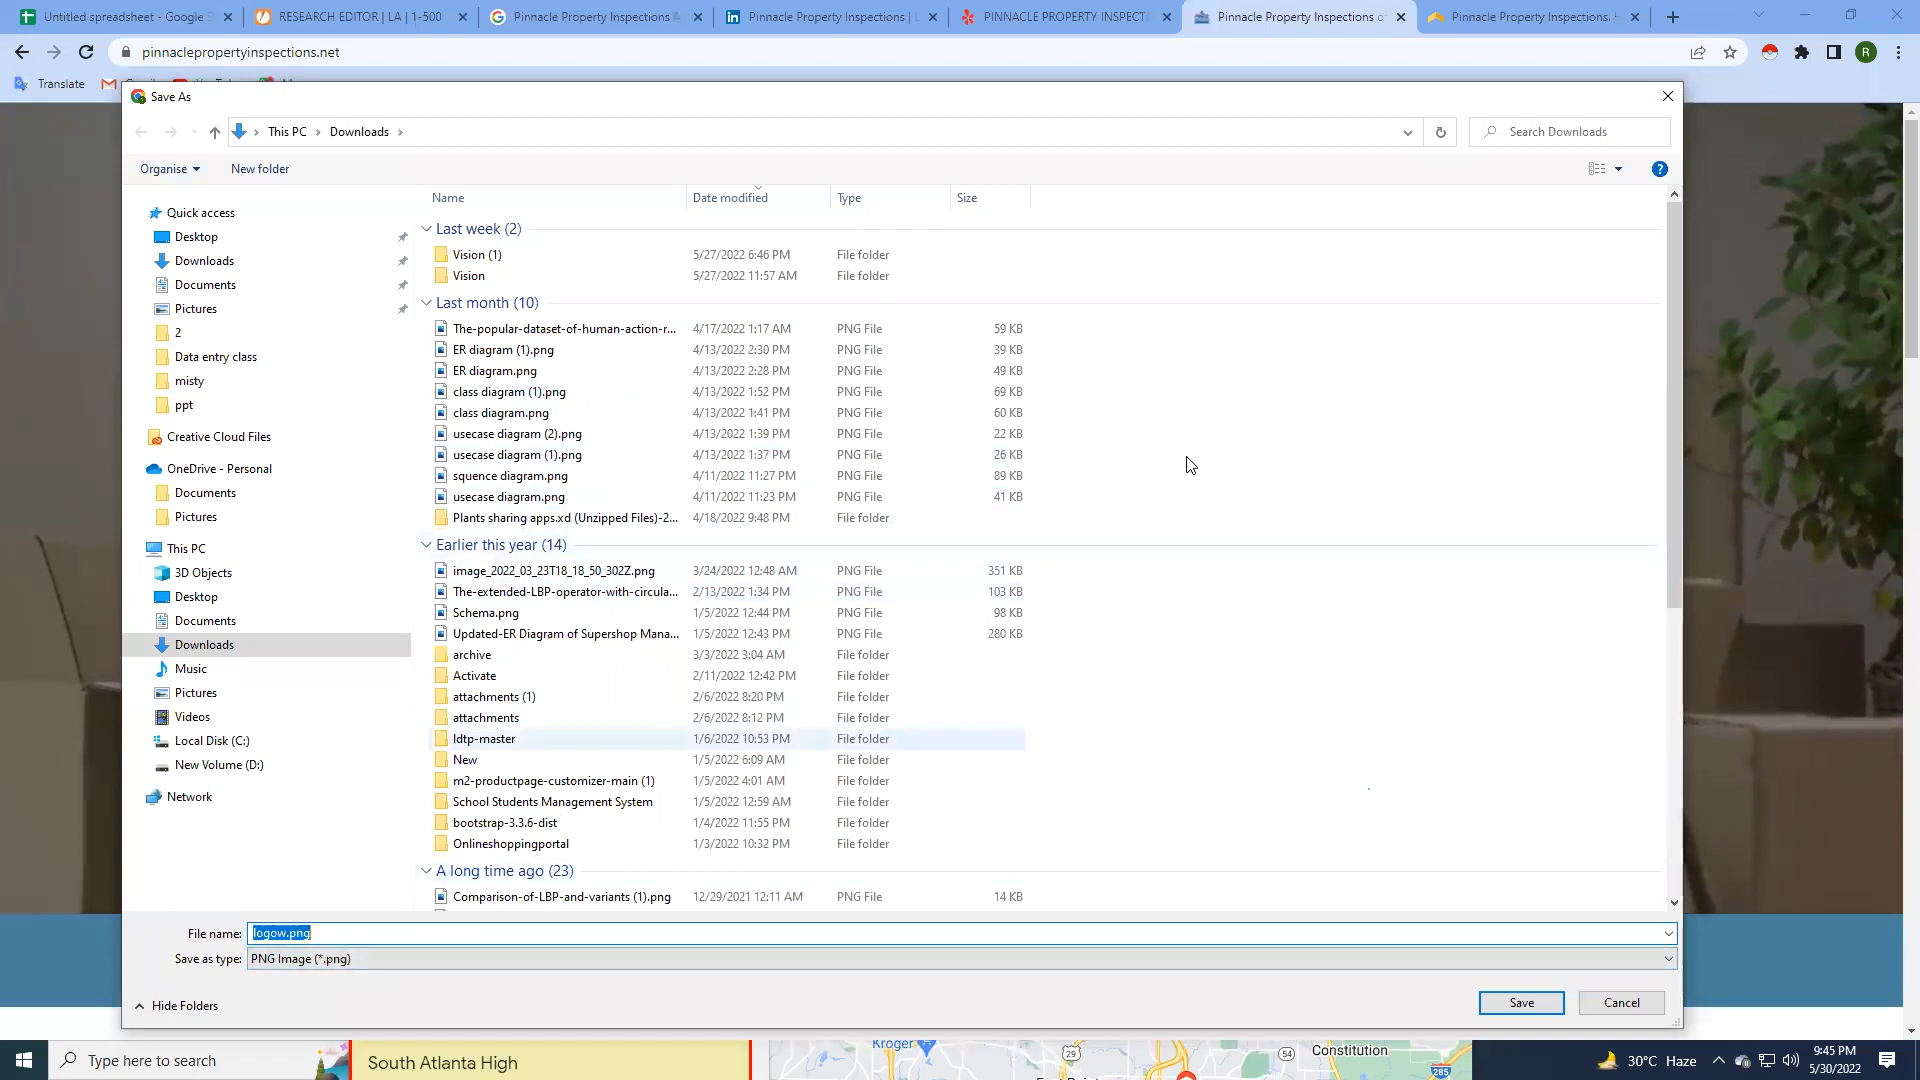 Untitled spreadsheet - Google S
RESEARCH EDITOR | LA | 1-500
Pinnacle Property Inspections
Pinnacle Property Inspections | L
PINNACLE PROPERTY INSPECTI
Pinnacle Property Inspections of
Pinnacle Property Inspections.
pinnaclepropertyinspections.net
R
Translate
Save As
This PC
Downloads
Search Downloads
Organise
New folder
Name
Date modified
Type
Size
Quick access
Desktop
Downloads
Documents
Pictures
2
Data entry class
misty
ppt
Creative Cloud Files
OneDrive - Personal
Documents
Pictures
This PC
3D Objects
Desktop
Documents
Downloads
Music
Pictures
Videos
Local Disk (C:)
New Volume (D:)
Network
Last week (2)
Vision (1) 5/27/2022 6:46 PM File folder
Vision 5/27/2022 11:57 AM File folder
Last month (10)
The-popular-dataset-of-human-action-r... 4/17/2022 1:17 AM PNG File 59 KB
ER diagram (1).png 4/13/2022 2:30 PM PNG File 39 KB
ER diagram.png 4/13/2022 2:28 PM PNG File 49 KB
class diagram (1).png 4/13/2022 1:52 PM PNG File 69 KB
class diagram.png 4/13/2022 1:41 PM PNG File 60 KB
usecase diagram (2).png 4/13/2022 1:39 PM PNG File 22 KB
usecase diagram (1).png 4/13/2022 1:37 PM PNG File 26 KB
squence diagram.png 4/11/2022 11:27 PM PNG File 89 KB
usecase diagram.png 4/11/2022 11:23 PM PNG File 41 KB
Plants sharing apps.xd (Unzipped Files)-2... 4/18/2022 9:48 PM File folder
Earlier this year (14)
image_2022_03_23T18_18_50_302Z.png 3/24/2022 12:48 AM PNG File 351 KB
The-extended-LBP-operator-with-circula... 2/13/2022 1:34 PM PNG File 103 KB
Schema.png 1/5/2022 12:44 PM PNG File 98 KB
Updated-ER Diagram of Supershop Mana... 1/5/2022 12:43 PM PNG File 280 KB
archive 3/3/2022 3:04 AM File folder
Activate 2/11/2022 12:42 PM File folder
attachments (1) 2/6/2022 8:20 PM File folder
attachments 2/6/2022 8:12 PM File folder
ldtp-master 1/6/2022 10:53 PM File folder
New 1/5/2022 6:09 AM File folder
m2-productpage-customizer-main (1) 1/5/2022 4:01 AM File folder
School Students Management System 1/5/2022 12:59 AM File folder
bootstrap-3.3.6-dist 1/4/2022 11:55 PM File folder
Onlineshoppingportal 1/3/2022 10:32 PM File folder
A long time ago (23)
Comparison-of-LBP-and-variants (1).png 12/29/2021 12:11 AM PNG File 14 KB
File name: logow.png
Save as type: PNG Image (*.png)
Hide Folders
Save
Cancel
Type here to search
South Atlanta High
Kroger
29
54
Constitution
285
30°C Haze
9:45 PM
5/30/2022